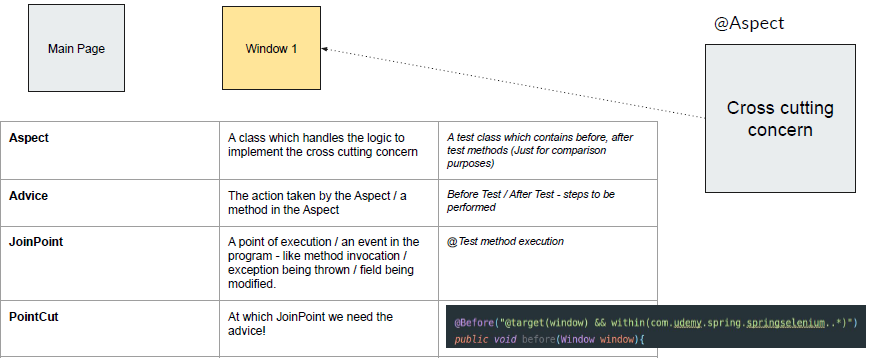 @Aspect
Main Page
Window 1
Cross cutting
concern
Aspect
A class which handles the logic to
implement the cross cutting concern
A test class which contains before, after
test methods (Just for comparison
purposes)
Advice
The action taken by the Aspect / a
method in the Aspect
Before Test / After Test - steps to be
performed
JoinPoint
A point of execution / an event in the
program - like method invocation /
exception being thrown / field being
modified.
@Test method execution
PointCut
At which JoinPoint we need the
advice!
@Before("@target(window) && within(com.udemy.spring.springselenium..*)")
public void before(Window window){